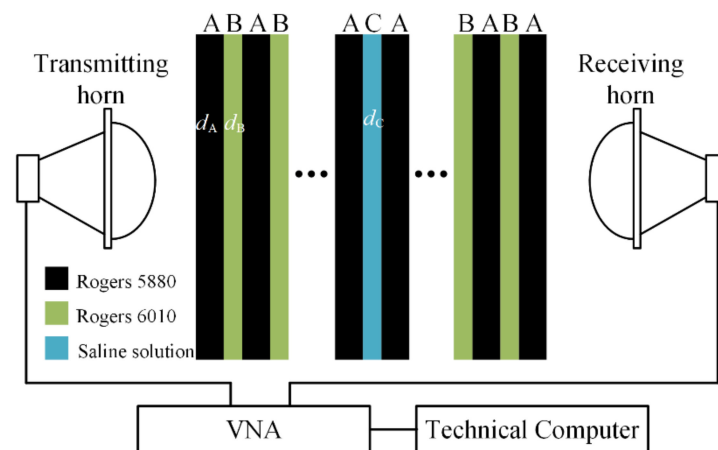 A B A B
A C A
B A B A
Transmitting
horn
Receiving
horn
dA dB
dC
Rogers 5880
Rogers 6010
Saline solution
VNA
Technical Computer